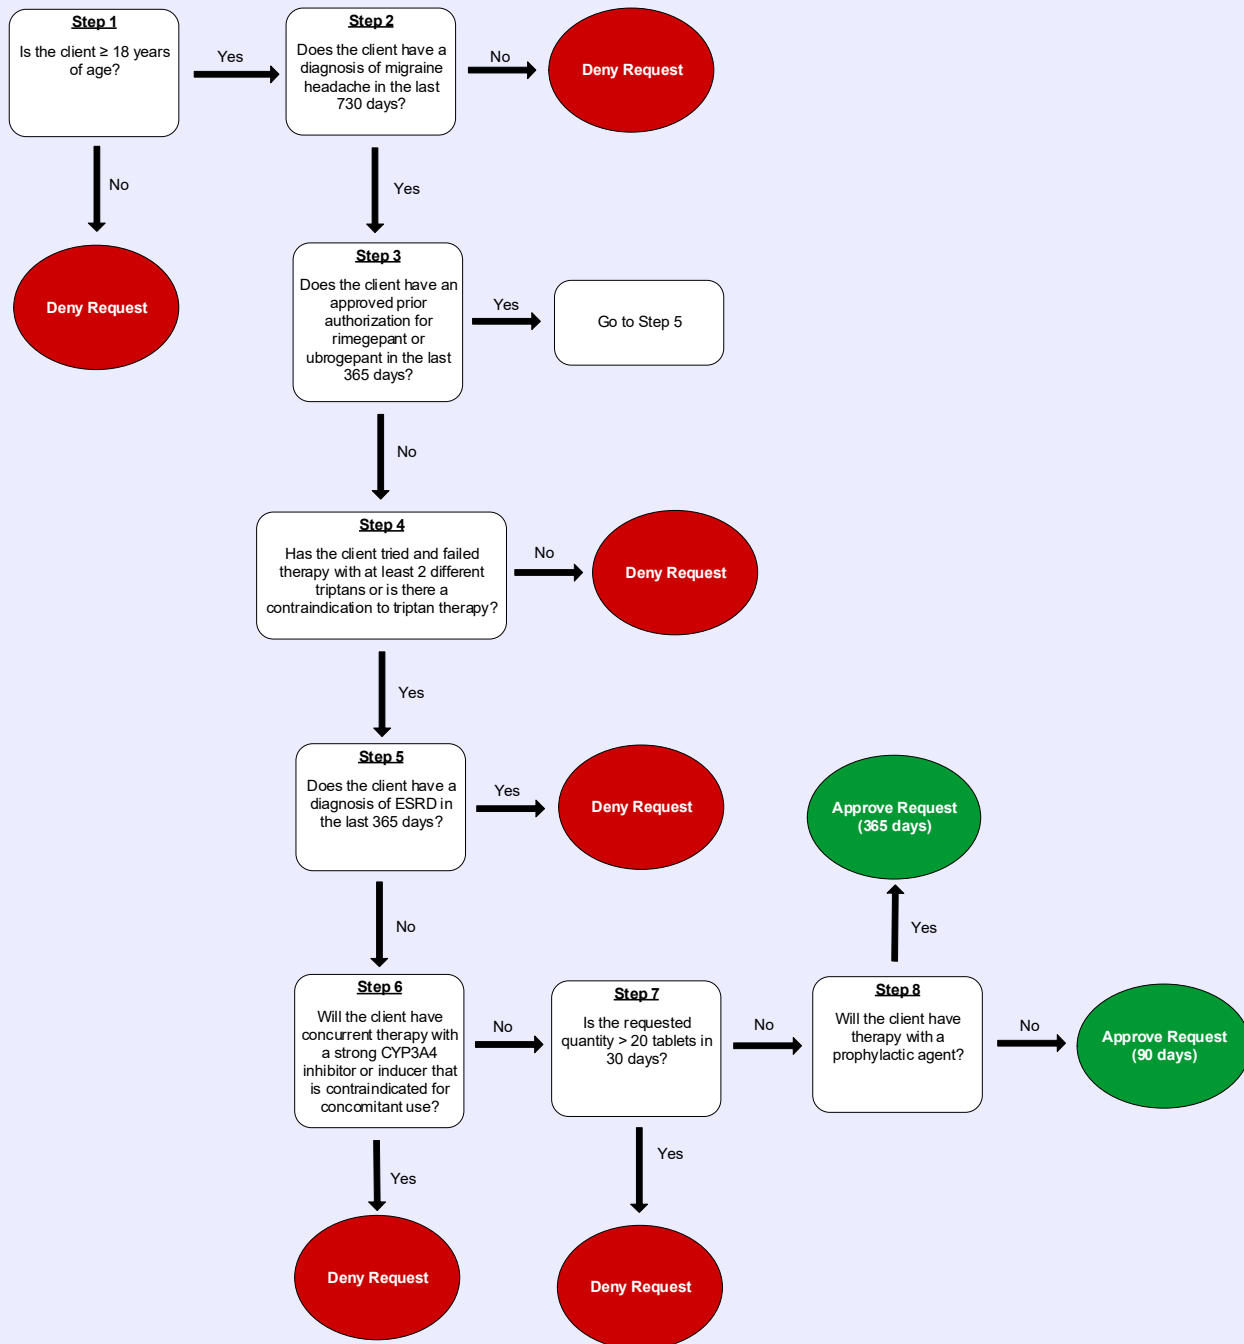 Step 1
Is the client ≥ 18 years
of age?
Yes
Step 2
Does the client have a
diagnosis of migraine
headache in the last
730 days?
No
Deny Request
No
Deny Request
Yes
Step 3
Does the client have an
approved prior
authorization for
rimegepant or
ubrogepant in the last
365 days?
Yes
Go to Step 5
No
Step 4
Has the client tried and failed
therapy with at least 2 different
triptans or is there a
contraindication to triptan therapy?
No
Deny Request
Yes
Step 5
Does the client have a
diagnosis of ESRD in
the last 365 days?
Yes
Deny Request
No
Step 6
Will the client have
concurrent therapy with
a strong CYP3A4
inhibitor or inducer that
is contraindicated for
concomitant use?
No
Step 7
Is the requested
quantity > 20 tablets in
30 days?
No
Step 8
Will the client have
therapy with a
prophylactic agent?
Yes
Approve Request
(365 days)
No
Approve Request
(90 days)
Yes
Deny Request
Yes
Deny Request